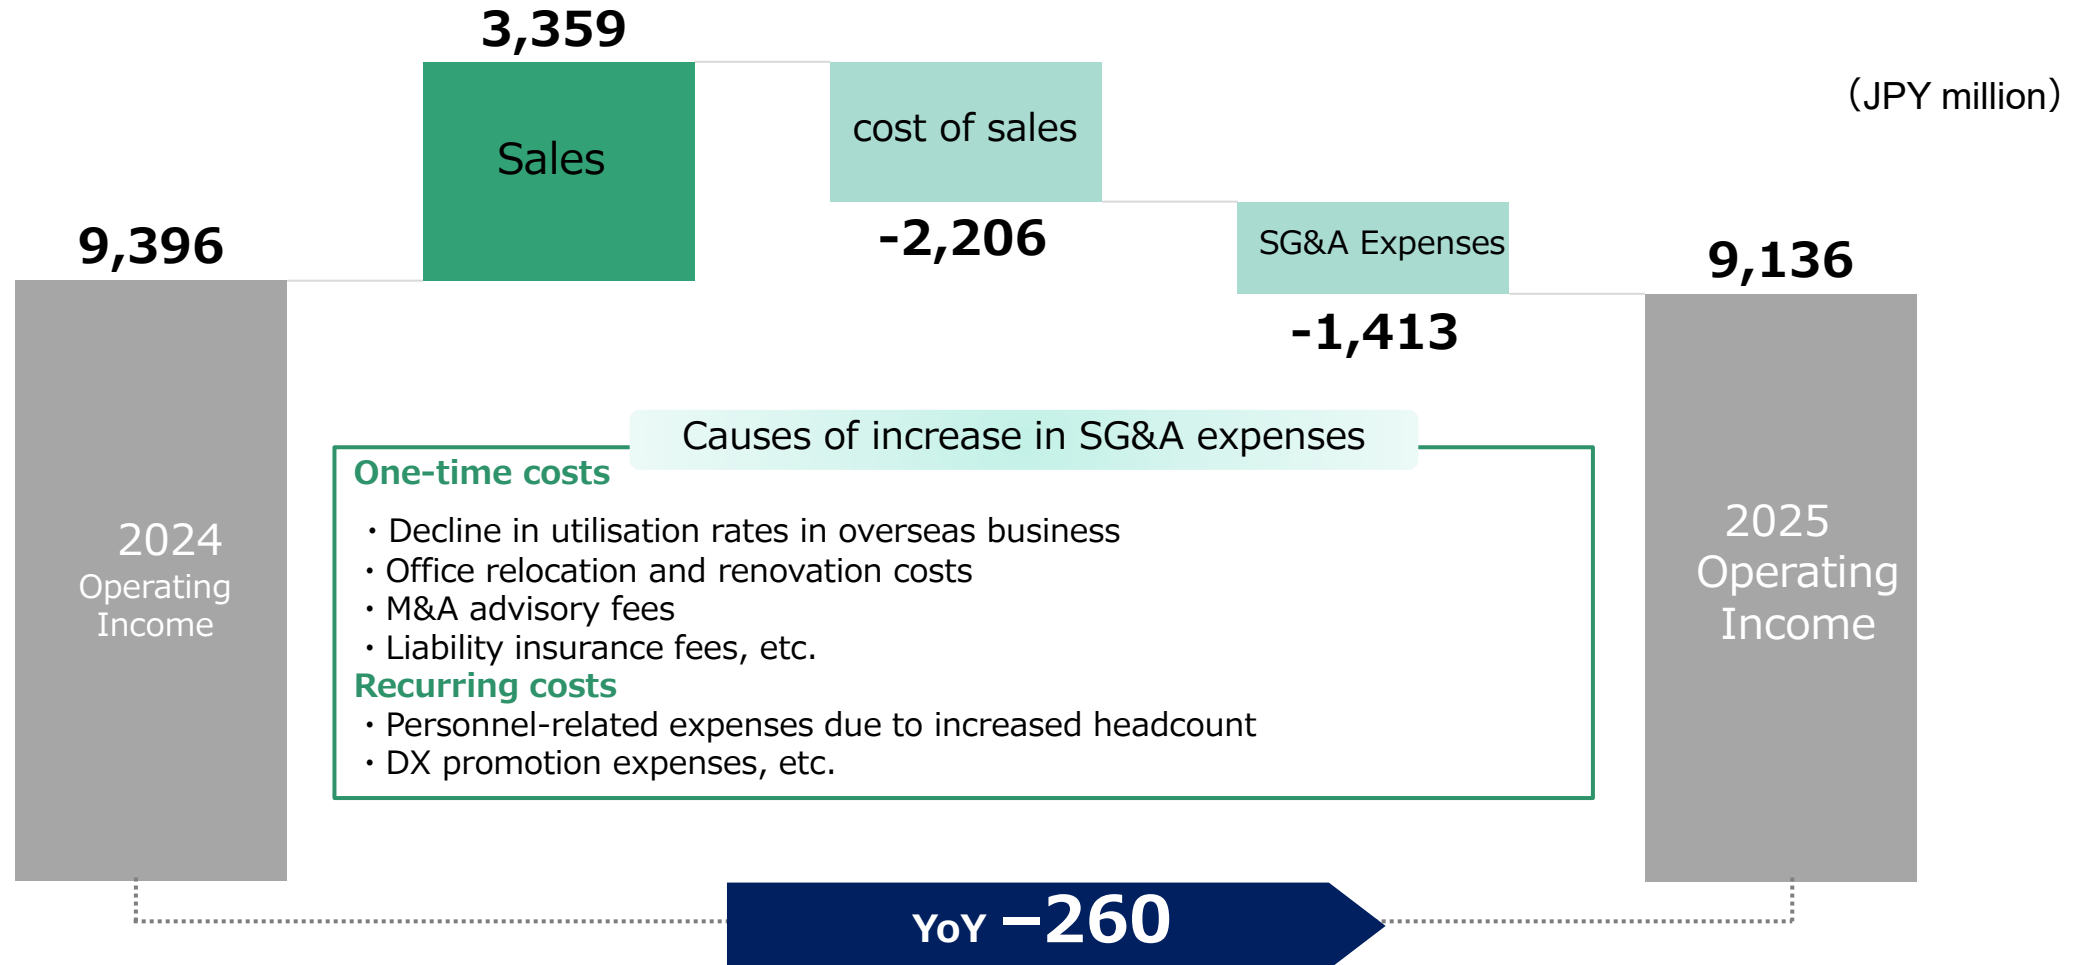 3,359
（JPY million）
Sales
cost of sales
9,396
-2,206
SG&A Expenses
9,136
-1,413
Causes of increase in SG&A expenses
One-time costs
・Decline in utilisation rates in overseas business
・Office relocation and renovation costs
・M&A advisory fees
・Liability insurance fees, etc.
Recurring costs
・Personnel-related expenses due to increased headcount
・DX promotion expenses, etc.
2024
Operating
Income
2025
Operating
Income
YoY －260